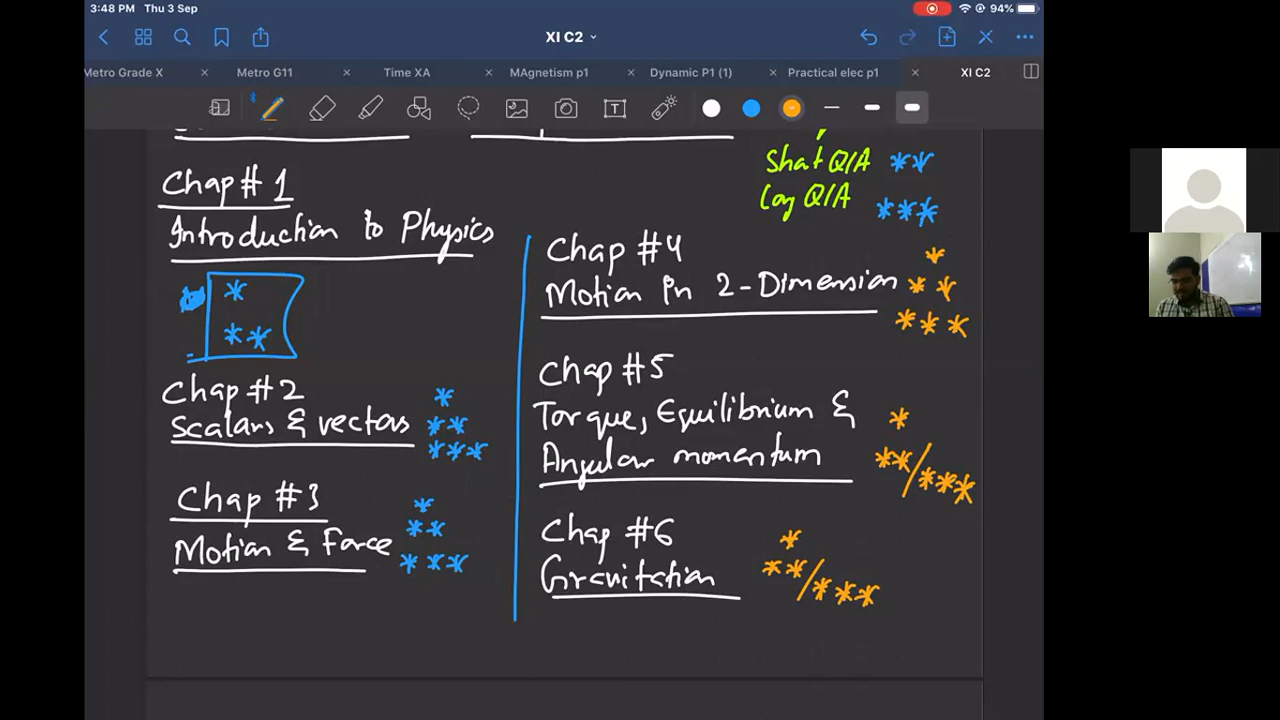 3:48 PM Thu 3 Sep
94%
XI C2
Metro Grade X
Metro G11
Time XA
MAgnetism p1
Dynamic P1 (1)
Practical elec p1
XI C2
T
Shat Q/A **
Log Q/A ***
Chap # 1
Introduction to Physics
*
**
Chap # 2 *
Scalars & vectors **
***
Chap # 3 *
**
Motion & Force ***
Chap #4 *
Motion in 2-Dimension **
***
Chap #5
Torque, Equilibrium & *
Angular momentum **/***
Chap #6 *
Gravitation **/***